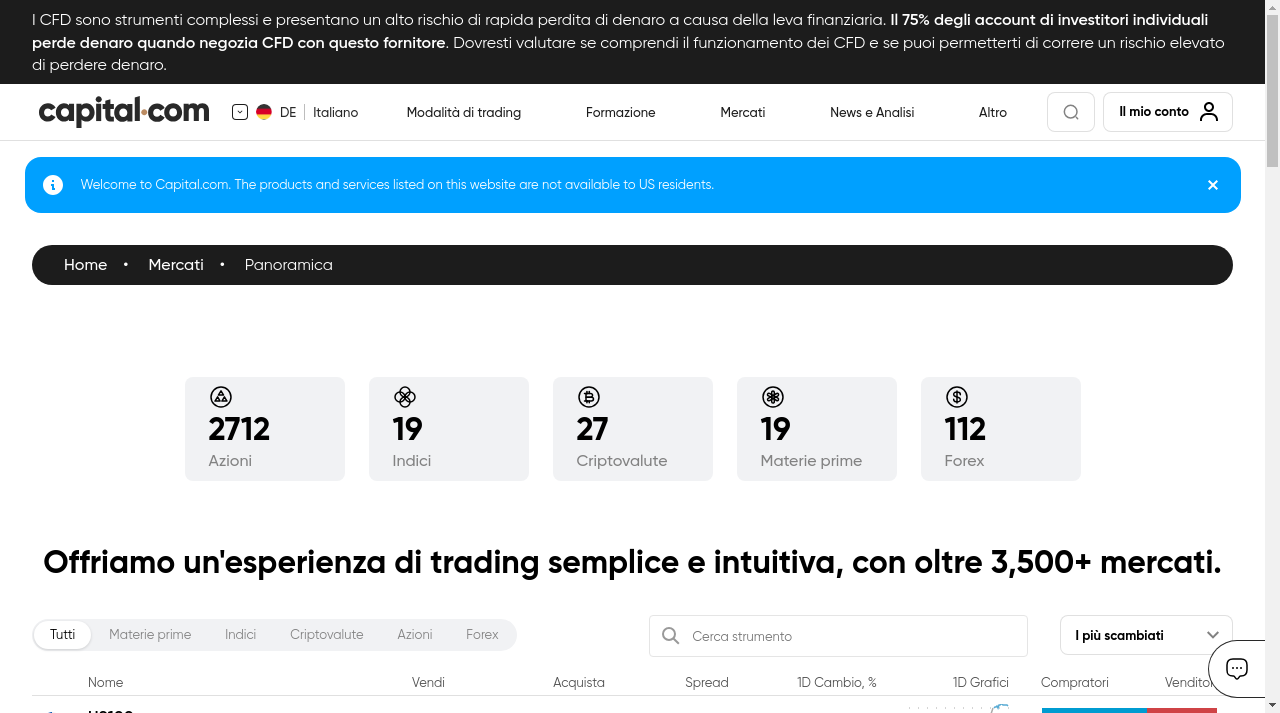 I CFD sono strumenti complessi e presentano un alto rischio di rapida perdita di denaro a causa della leva finanziaria. Il 75% degli account di investitori individuali
perde denaro quando negozia CFD con questo fornitore. Dovresti valutare se comprendi il funzionamento dei CFD e se puoi permetterti di correre un rischio elevato
di perdere denaro.
capital.com DE Italiano Modalità di trading Formazione Mercati News e Analisi Altro Il mio conto
Welcome to Capital.com. The products and services listed on this website are not available to US residents.
Home • Mercati • Panoramica
2712 19 27 19 112
Azioni Indici Criptovalute Materie prime Forex
Offriamo un'esperienza di trading semplice e intuitiva, con oltre 3,500+ mercati.
Tutti Materie prime Indici Criptovalute Azioni Forex Cerca strumento I più scambiati
Nome Vendi Acquista Spread 1D Cambio, % 1D Grafici Compratori